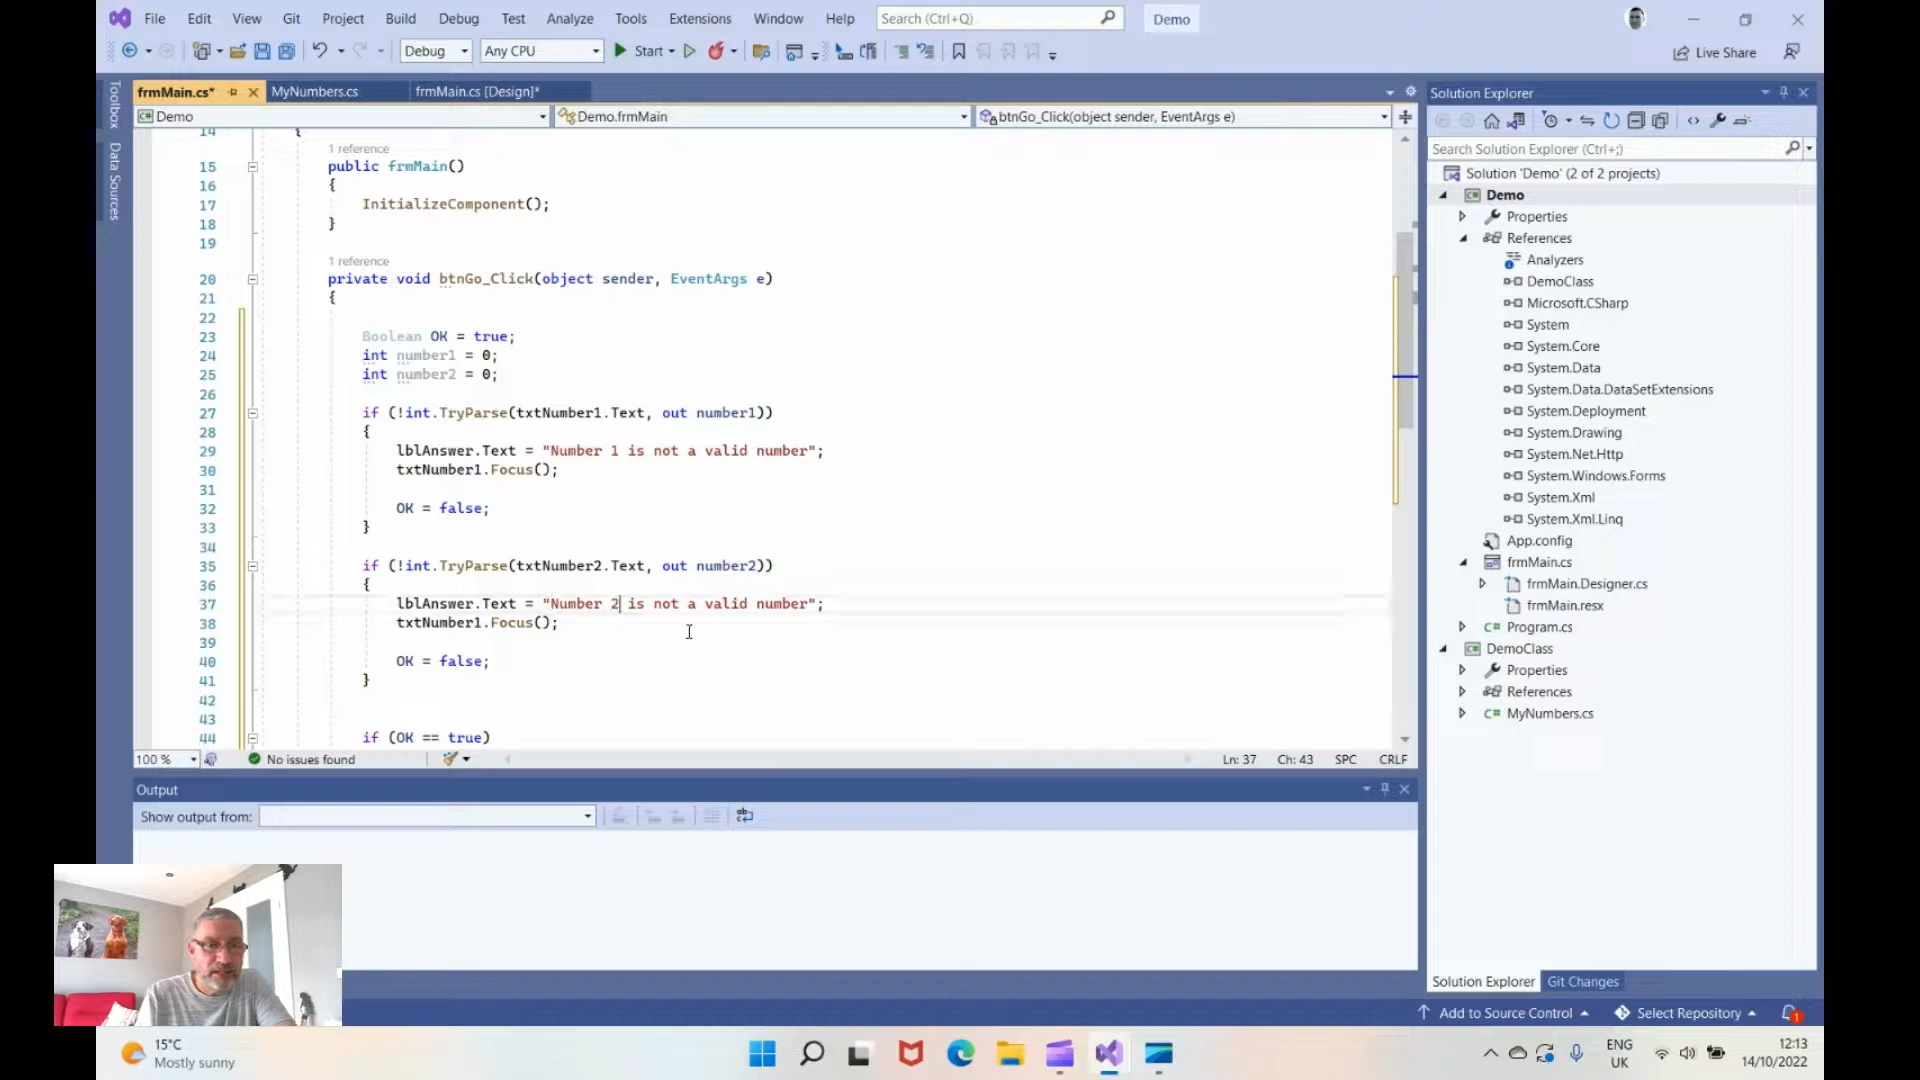 File Edit View Git Project Build Debug Test Analyze Tools Extensions Window Help Search (Ctrl+Q) Demo
Debug Any CPU Start Live Share
Toolbox
Data Sources
frmMain.cs* MyNumbers.cs frmMain.cs [Design]*
Demo Demo.frmMain btnGo_Click(object sender, EventArgs e)
14 {
1 reference
15 public frmMain()
16 {
17 InitializeComponent();
18 }
19
1 reference
20 private void btnGo_Click(object sender, EventArgs e)
21 {
22
23 Boolean OK = true;
24 int number1 = 0;
25 int number2 = 0;
26
27 if (!int.TryParse(txtNumber1.Text, out number1))
28 {
29 lblAnswer.Text = "Number 1 is not a valid number";
30 txtNumber1.Focus();
31
32 OK = false;
33 }
34
35 if (!int.TryParse(txtNumber2.Text, out number2))
36 {
37 lblAnswer.Text = "Number 2 is not a valid number";
38 txtNumber1.Focus();
39
40 OK = false;
41 }
42
43
44 if (OK == true)
100 % No issues found Ln: 37 Ch: 43 SPC CRLF
Output
Show output from:
Solution Explorer
Search Solution Explorer (Ctrl+;)
Solution 'Demo' (2 of 2 projects)
Demo
Properties
References
Analyzers
DemoClass
Microsoft.CSharp
System
System.Core
System.Data
System.Data.DataSetExtensions
System.Deployment
System.Drawing
System.Net.Http
System.Windows.Forms
System.Xml
System.Xml.Linq
App.config
frmMain.cs
frmMain.Designer.cs
frmMain.resx
Program.cs
DemoClass
Properties
References
MyNumbers.cs
Solution Explorer Git Changes
Add to Source Control Select Repository 1
15°C
Mostly sunny
ENG
UK
12:13
14/10/2022